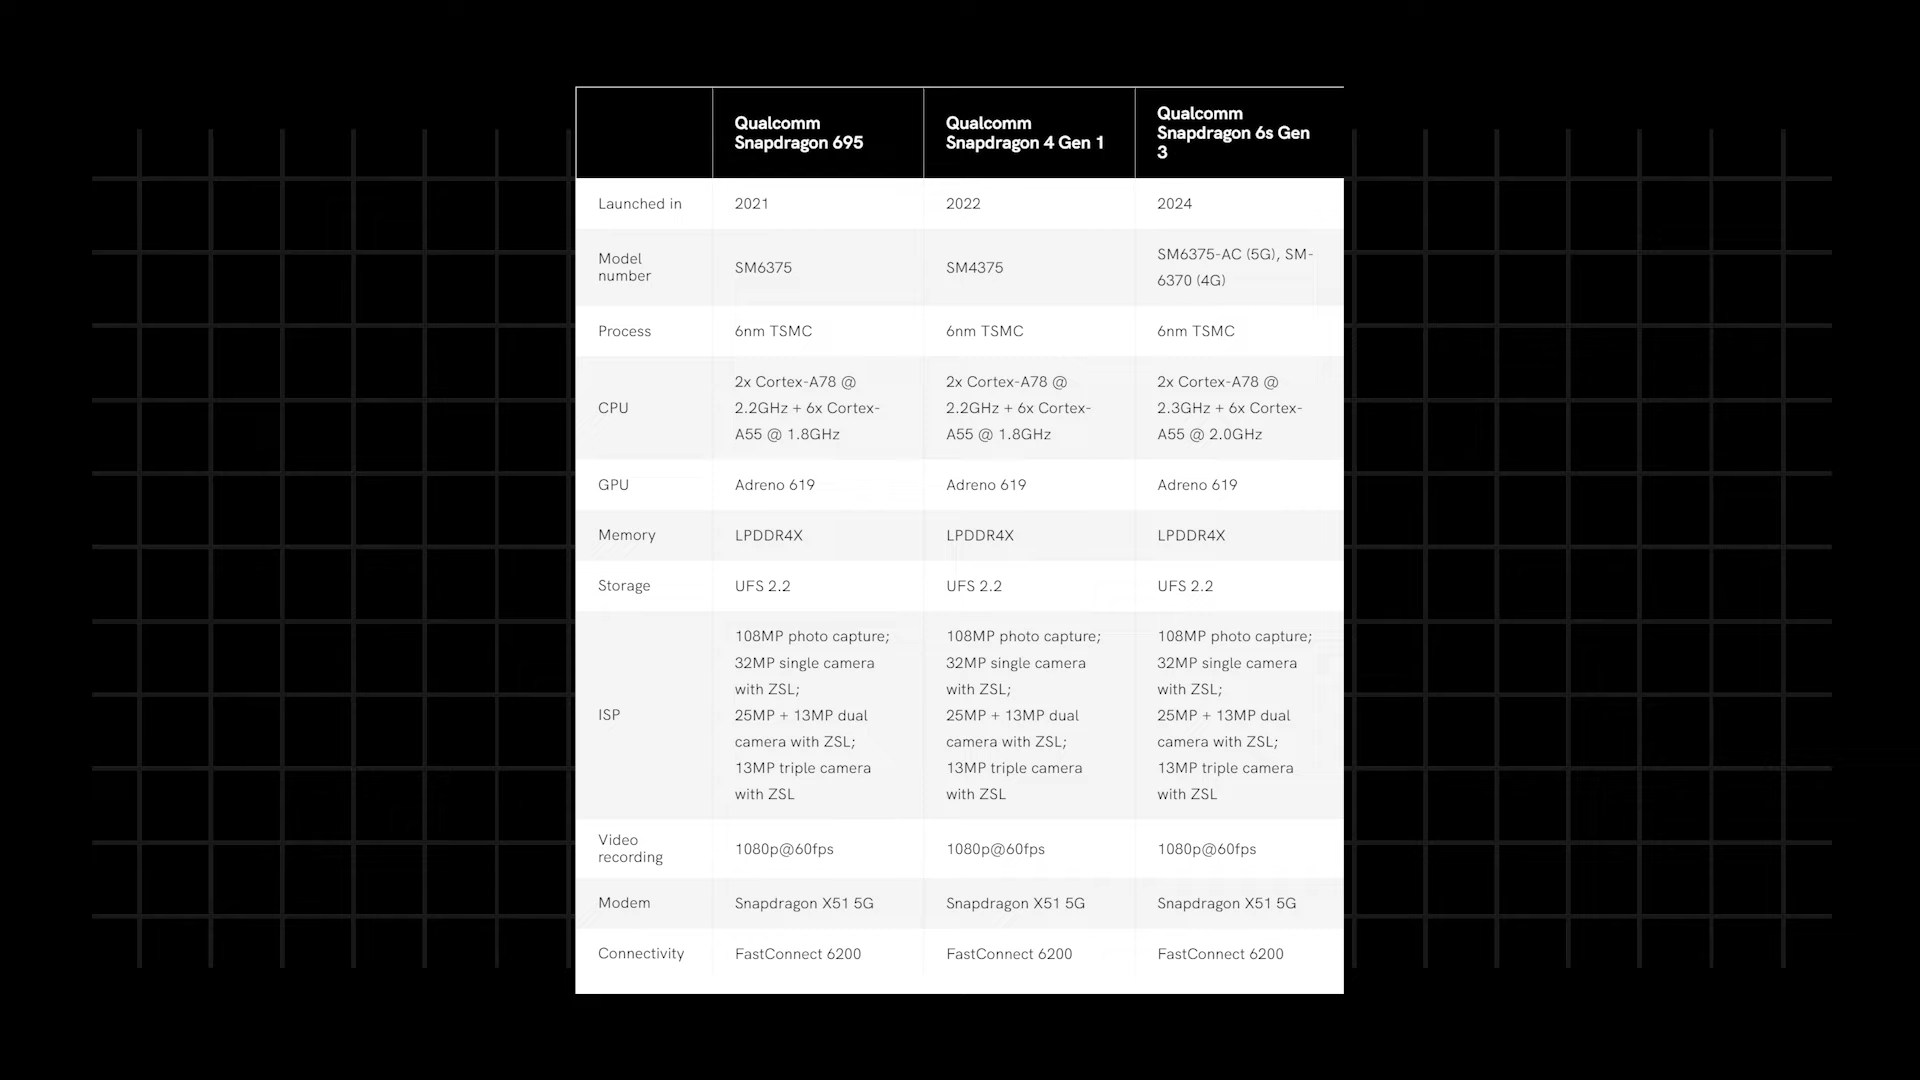 Qualcomm
Snapdragon 695
Qualcomm
Snapdragon 4 Gen 1
Qualcomm
Snapdragon 6s Gen
3
Launched in
2021
2022
2024
Model
number
SM6375
SM4375
SM6375-AC (5G), SM-
6370 (4G)
Process
6nm TSMC
6nm TSMC
6nm TSMC
CPU
2x Cortex-A78 @
2.2GHz + 6x Cortex-
A55 @ 1.8GHz
2x Cortex-A78 @
2.2GHz + 6x Cortex-
A55 @ 1.8GHz
2x Cortex-A78 @
2.3GHz + 6x Cortex-
A55 @ 2.0GHz
GPU
Adreno 619
Adreno 619
Adreno 619
Memory
LPDDR4X
LPDDR4X
LPDDR4X
Storage
UFS 2.2
UFS 2.2
UFS 2.2
ISP
108MP photo capture;
32MP single camera
with ZSL;
25MP + 13MP dual
camera with ZSL;
13MP triple camera
with ZSL
108MP photo capture;
32MP single camera
with ZSL;
25MP + 13MP dual
camera with ZSL;
13MP triple camera
with ZSL
108MP photo capture;
32MP single camera
with ZSL;
25MP + 13MP dual
camera with ZSL;
13MP triple camera
with ZSL
Video
recording
1080p@60fps
1080p@60fps
1080p@60fps
Modem
Snapdragon X51 5G
Snapdragon X51 5G
Snapdragon X51 5G
Connectivity
FastConnect 6200
FastConnect 6200
FastConnect 6200